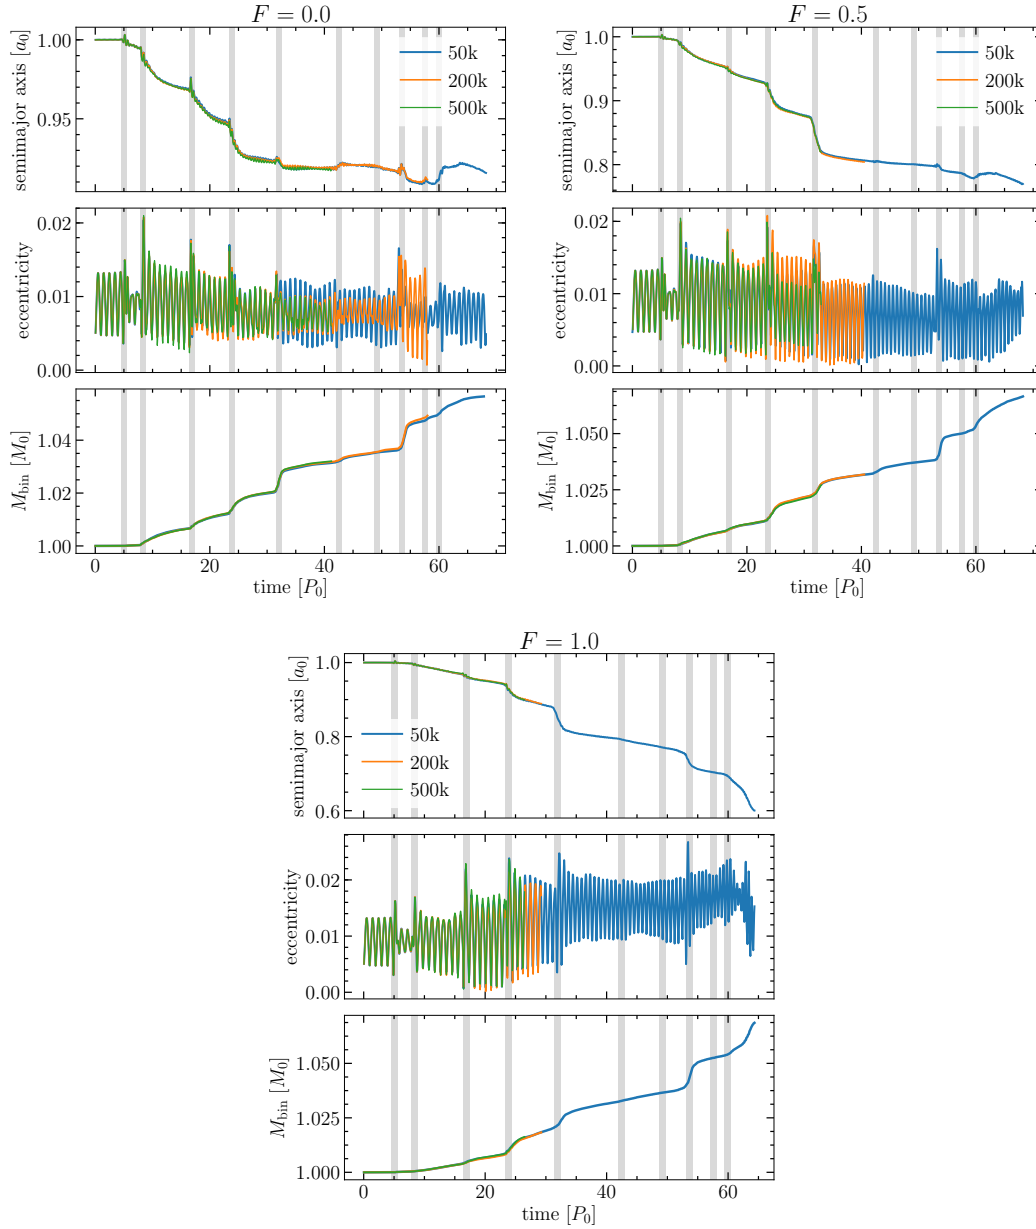 F = 0.0
semimajor axis [a₀]
1.00
0.95
50k
200k
500k
eccentricity
0.02
0.01
0.00
M_bin [M₀]
1.04
1.02
1.00
0
20
40
60
time [P₀]
F = 0.5
semimajor axis [a₀]
1.0
0.9
0.8
50k
200k
500k
eccentricity
0.02
0.01
0.00
M_bin [M₀]
1.050
1.025
1.000
0
20
40
60
time [P₀]
F = 1.0
semimajor axis [a₀]
1.0
0.8
0.6
50k
200k
500k
eccentricity
0.02
0.01
0.00
M_bin [M₀]
1.050
1.025
1.000
0
20
40
60
time [P₀]